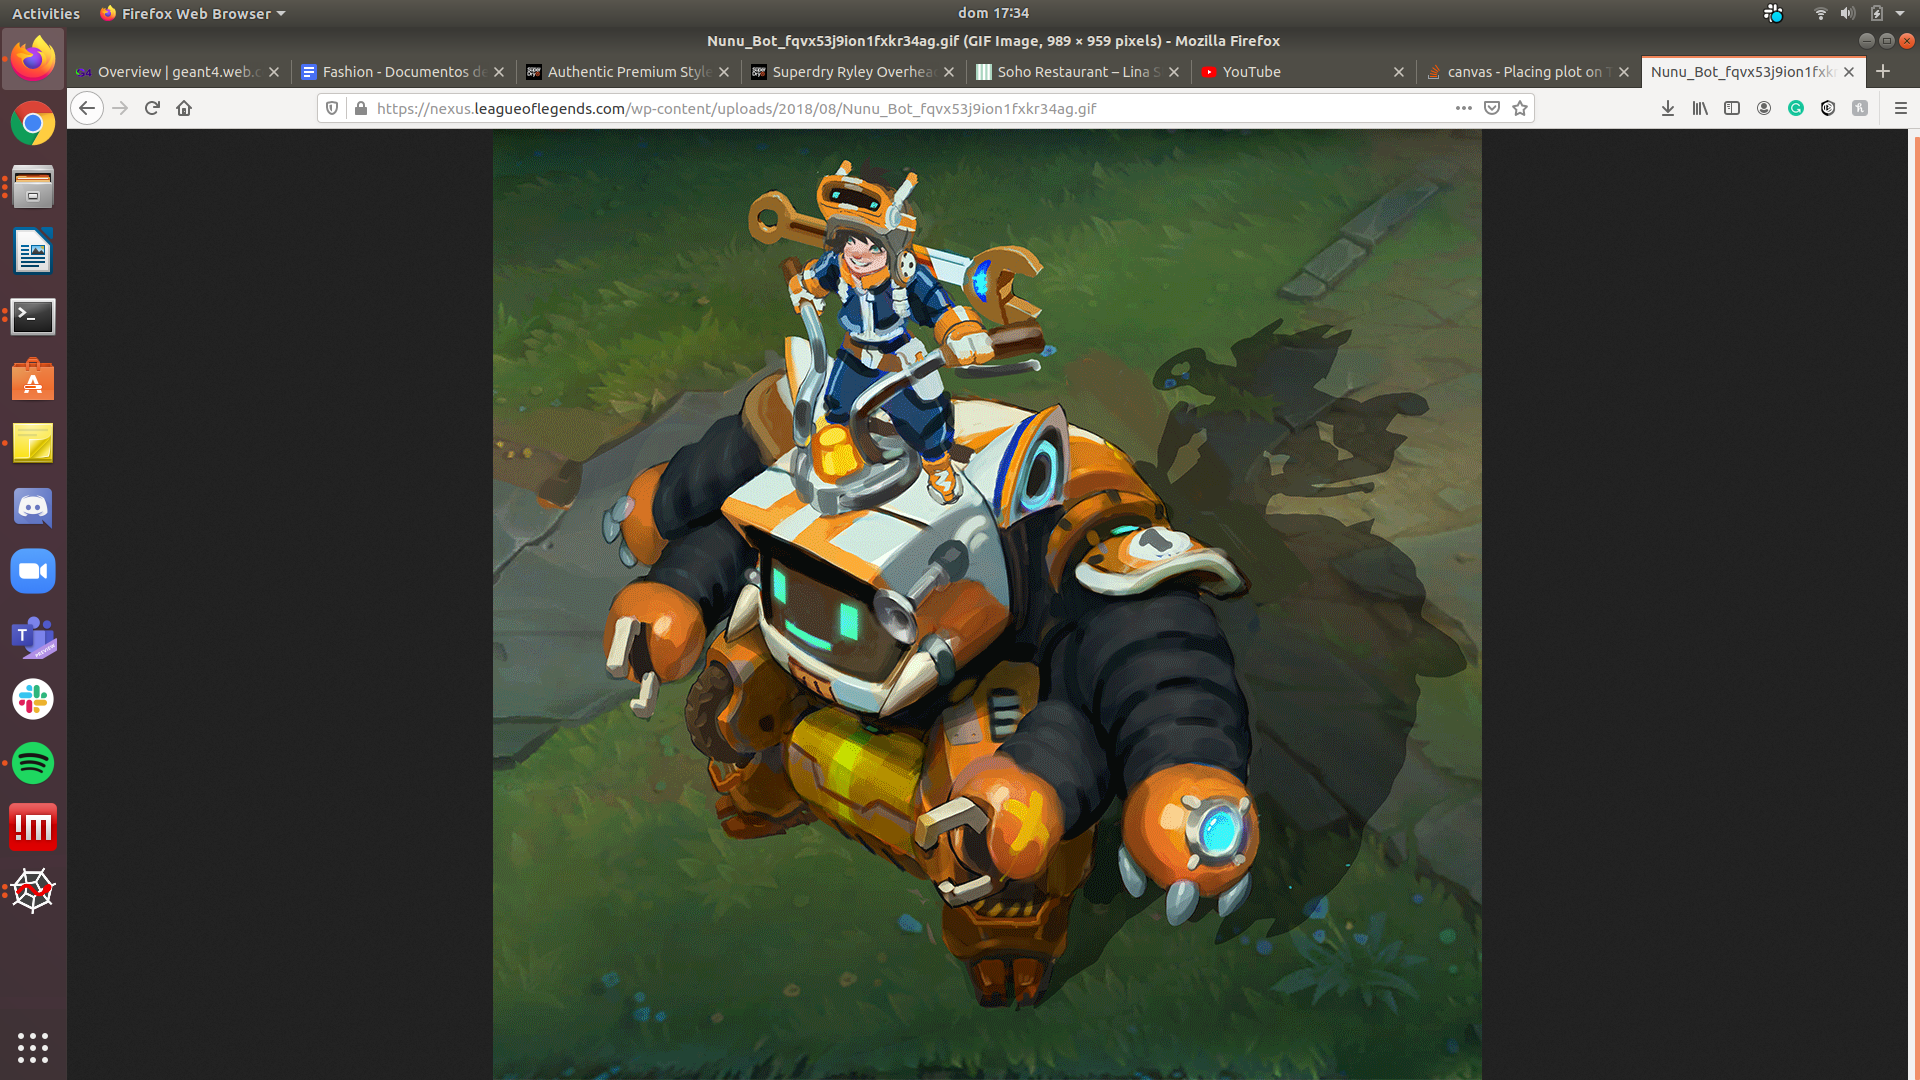 Activities
Firefox Web Browser
dom 17:34
Nunu_Bot_fqvx53j9ion1fxkr34ag.gif (GIF Image, 989 × 959 pixels) - Mozilla Firefox
Overview | geant4.web.c
Fashion - Documentos de
Authentic Premium Style
Superdry Ryley Overhea
Soho Restaurant – Lina S
YouTube
canvas - Placing plot on T
Nunu_Bot_fqvx53j9ion1fxkr
https://nexus.leagueoflegends.com/wp-content/uploads/2018/08/Nunu_Bot_fqvx53j9ion1fxkr34ag.gif